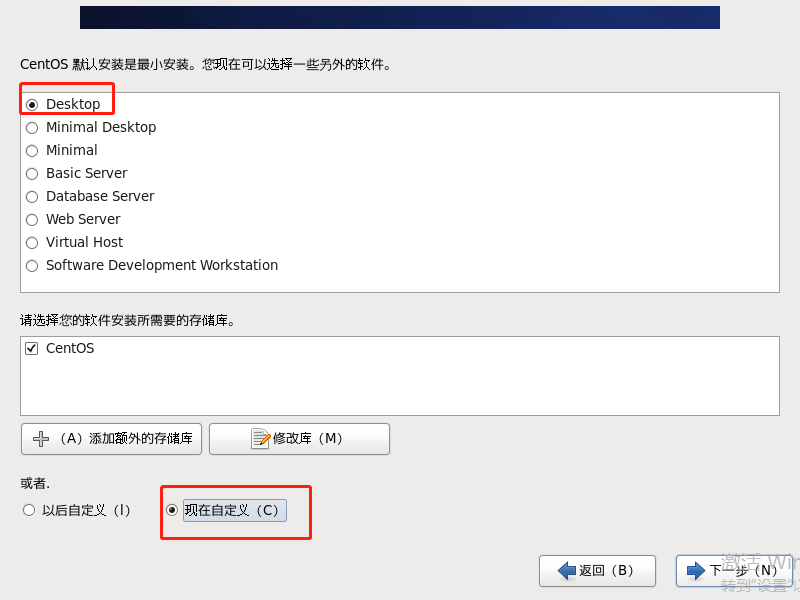 CentOS 默认安装是最小安装。您现在可以选择一些另外的软件。
Desktop
Minimal Desktop
Minimal
Basic Server
Database Server
Web Server
Virtual Host
Software Development Workstation
请选择您的软件安装所需要的存储库。
CentOS
（A）添加额外的存储库 修改库（M）
或者.
以后自定义（l） 现在自定义（C）
激活 Win
返回（B） 下一步（N）
转到"设置"以